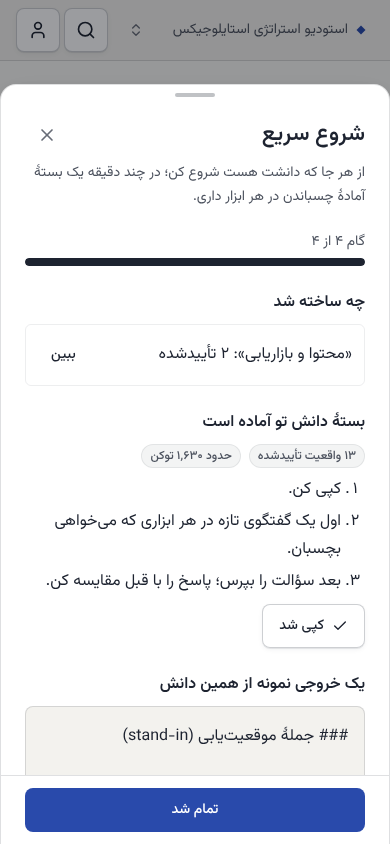 استودیو استراتژی استایلوجیکس
شروع سریع
از هر جا که دانشت هست شروع کن؛ در چند دقیقه یک بستهٔ
آمادهٔ چسباندن در هر ابزار داری.
گام ۴ از ۴
چه ساخته شد
«محتوا و بازاریابی»: ۲ تأییدشده
ببین
بستهٔ دانش تو آماده است
۱۳ واقعیت تأییدشده
حدود ۱٬۶۳۰ توکن
۱. کپی کن.
۲. اول یک گفتگوی تازه در هر ابزاری که می‌خواهی
بچسبان.
۳. بعد سؤالت را بپرس؛ پاسخ را با قبل مقایسه کن.
کپی شد
یک خروجی نمونه از همین دانش
### جملهٔ موقعیت‌یابی (stand-in)
تمام شد